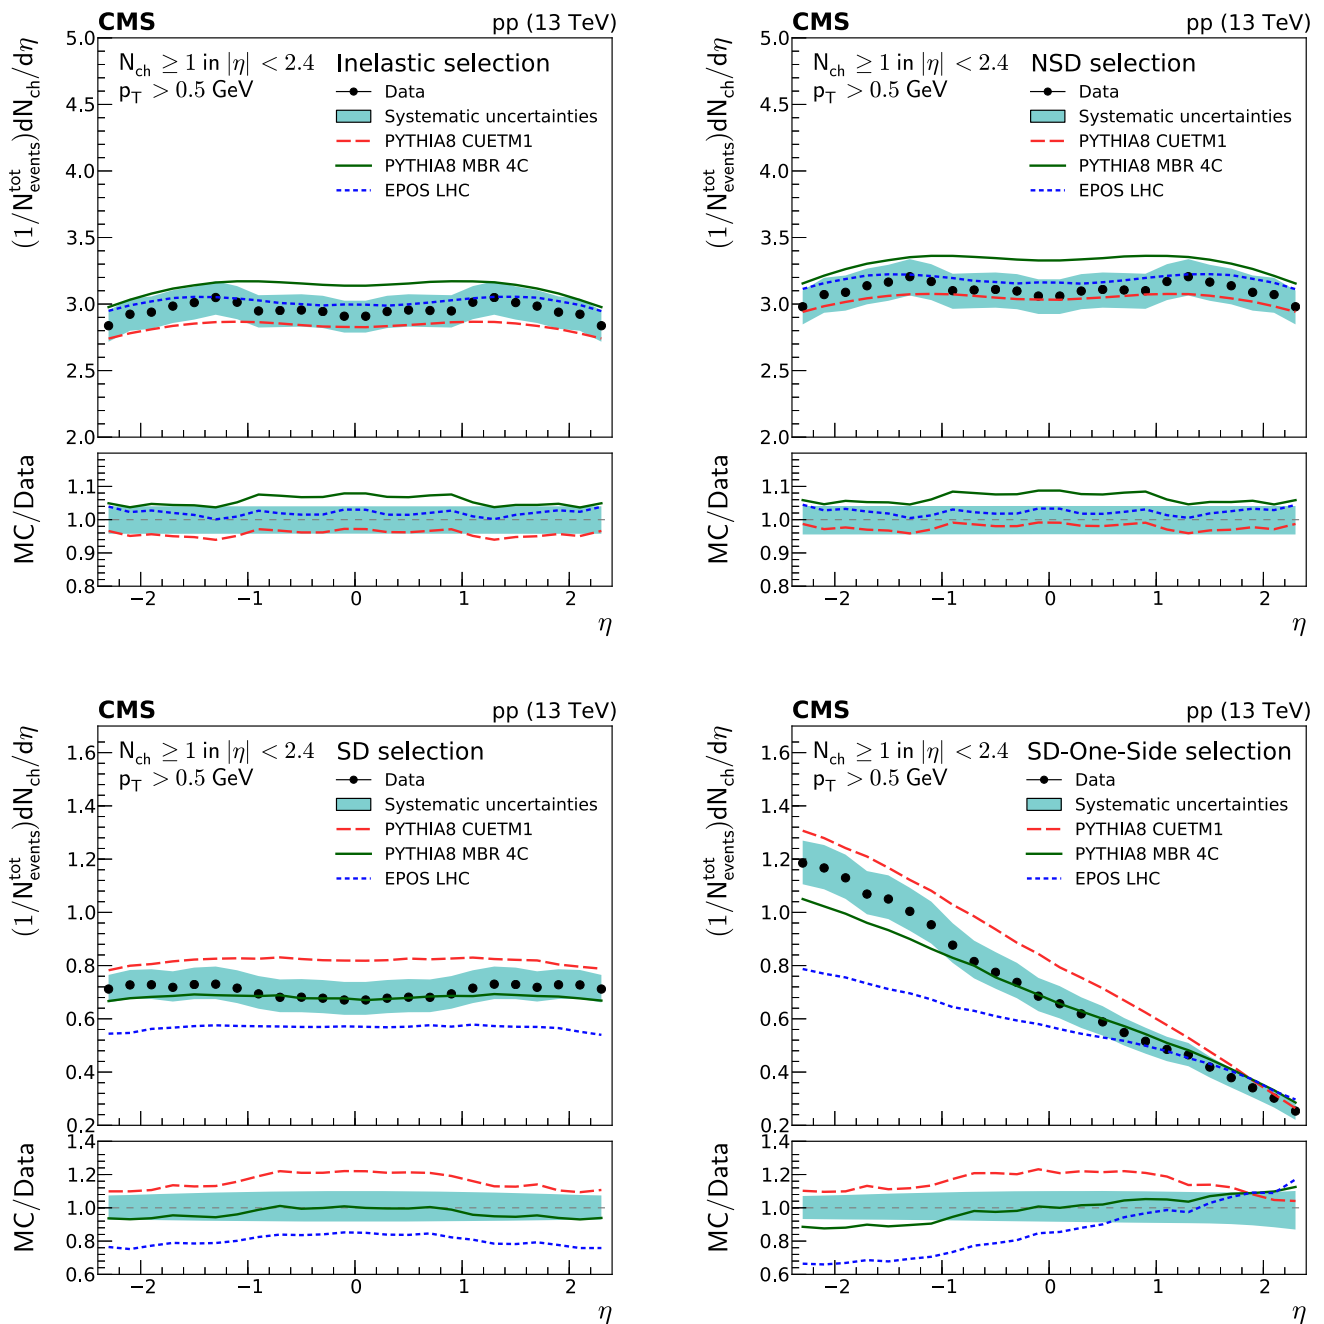 CMS pp (13 TeV)
(1/N^tot_events)dN_ch/dη
5.0
4.5
4.0
3.5
3.0
2.5
2.0
N_ch ≥ 1 in |η| < 2.4
p_T > 0.5 GeV
Inelastic selection
Data
Systematic uncertainties
PYTHIA8 CUETM1
PYTHIA8 MBR 4C
EPOS LHC
MC/Data
1.1
1.0
0.9
0.8
−2 −1 0 1 2
η
CMS pp (13 TeV)
(1/N^tot_events)dN_ch/dη
5.0
4.5
4.0
3.5
3.0
2.5
2.0
N_ch ≥ 1 in |η| < 2.4
p_T > 0.5 GeV
NSD selection
Data
Systematic uncertainties
PYTHIA8 CUETM1
PYTHIA8 MBR 4C
EPOS LHC
MC/Data
1.1
1.0
0.9
0.8
−2 −1 0 1 2
η
CMS pp (13 TeV)
(1/N^tot_events)dN_ch/dη
1.6
1.4
1.2
1.0
0.8
0.6
0.4
0.2
N_ch ≥ 1 in |η| < 2.4
p_T > 0.5 GeV
SD selection
Data
Systematic uncertainties
PYTHIA8 CUETM1
PYTHIA8 MBR 4C
EPOS LHC
MC/Data
1.4
1.2
1.0
0.8
0.6
−2 −1 0 1 2
η
CMS pp (13 TeV)
(1/N^tot_events)dN_ch/dη
1.6
1.4
1.2
1.0
0.8
0.6
0.4
0.2
N_ch ≥ 1 in |η| < 2.4
p_T > 0.5 GeV
SD-One-Side selection
Data
Systematic uncertainties
PYTHIA8 CUETM1
PYTHIA8 MBR 4C
EPOS LHC
MC/Data
1.4
1.2
1.0
0.8
0.6
−2 −1 0 1 2
η